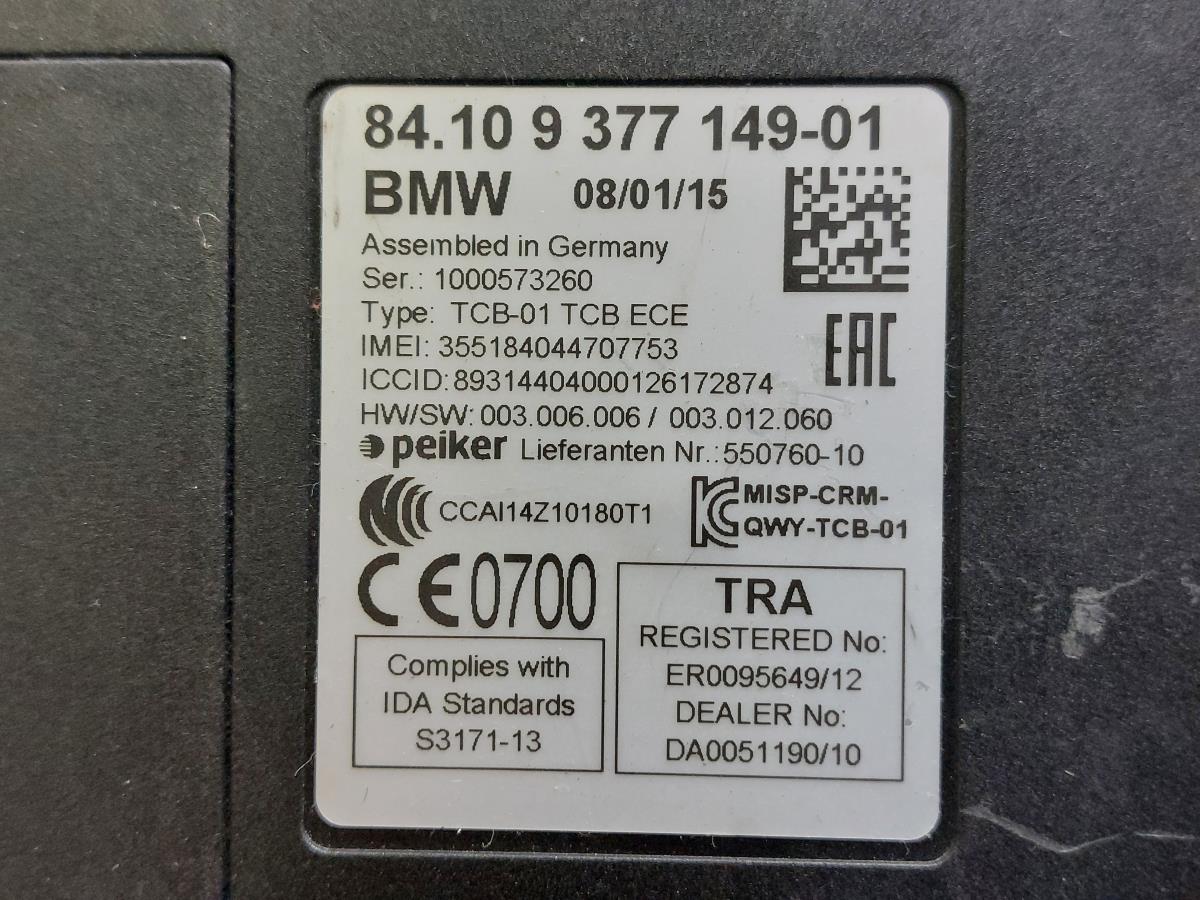 84.10 9 377 149-01
BMW 08/01/15
Assembled in Germany
Ser.: 1000573260
Type: TCB-01 TCB ECE
IMEI: 355184044707753
EAC
ICCID:89314404000126172874
HW/SW: 003.006.006 / 003.012.060
peiker Lieferanten Nr.:550760-10
CCAI14Z10180T1
MISP-CRM-
QWY-TCB-01
CE0700
Complies with
IDA Standards
S3171-13
TRA
REGISTERED No:
ER0095649/12
DEALER No:
DA0051190/10